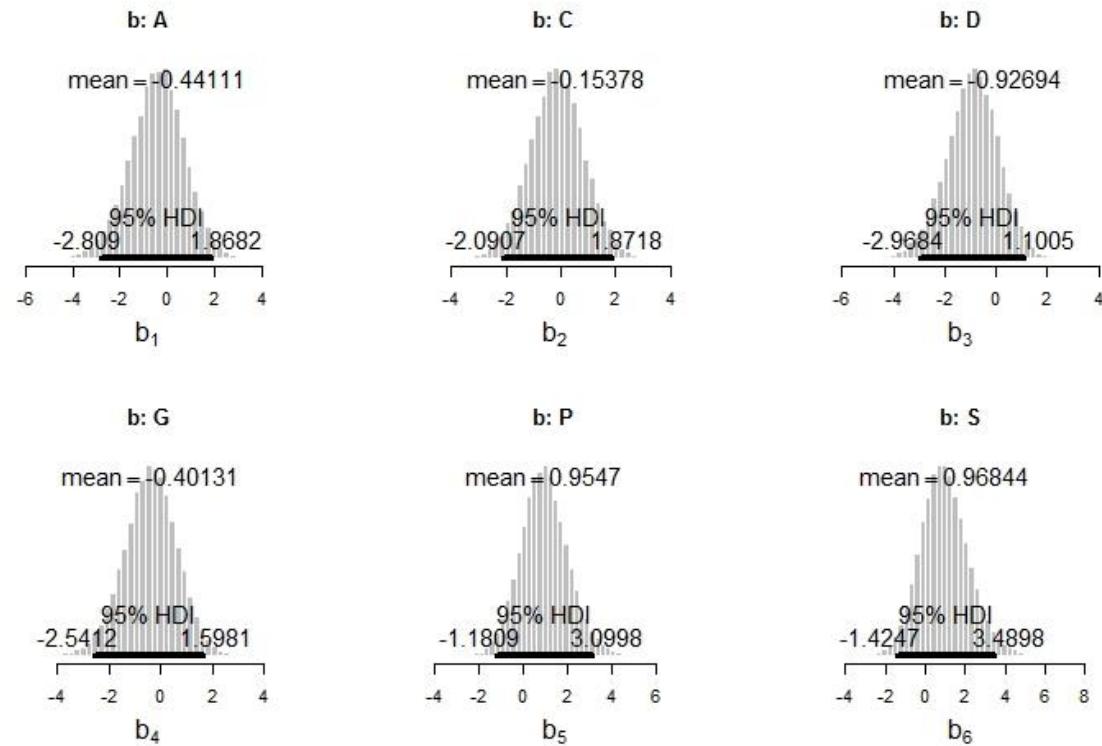 b: A
mean = -0.44111
95% HDI
-2.809 1.8682
-6 -4 -2 0 2 4
b1
b: C
mean = -0.15378
95% HDI
-2.0907 1.8718
-4 -2 0 2 4
b2
b: D
mean = -0.92694
95% HDI
-2.9684 1.1005
-6 -4 -2 0 2 4
b3
b: G
mean = -0.40131
95% HDI
-2.5412 1.5981
-4 -2 0 2 4
b4
b: P
mean = 0.9547
95% HDI
-1.1809 3.0998
-4 -2 0 2 4 6
b5
b: S
mean = 0.96844
95% HDI
-1.4247 3.4898
-4 -2 0 2 4 6 8
b6